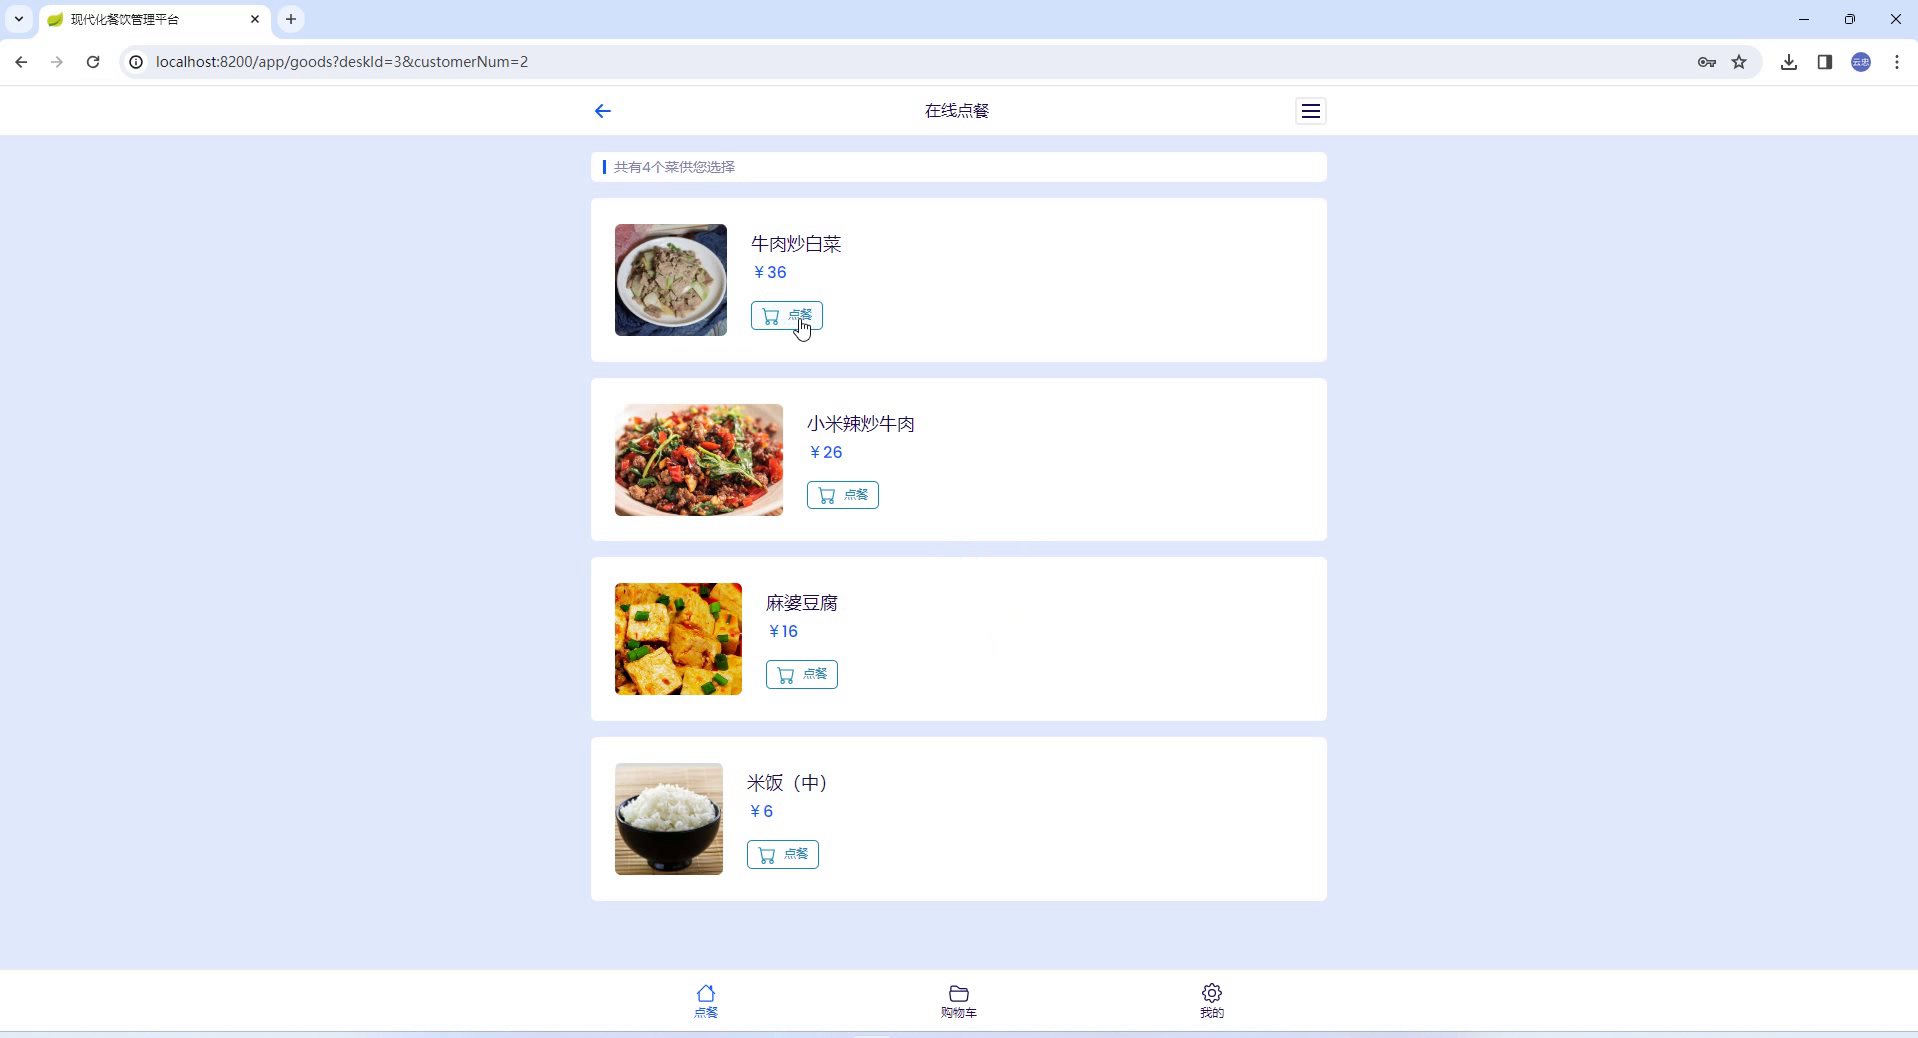 现代化餐饮管理平台
localhost:8200/app/goods?deskId=3&customerNum=2
云忠
在线点餐
共有4个菜供您选择
牛肉炒白菜
¥36
点餐
小米辣炒牛肉
¥26
点餐
麻婆豆腐
¥16
点餐
米饭（中）
¥6
点餐
点餐
购物车
我的